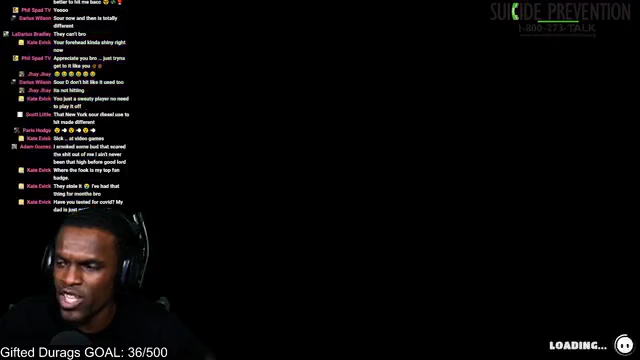 better to hit me bacc
Phil Spad TV Yoooo
Darius Wilson Sour now and then is totally
different
LaDarius Bradley They can't bro
Kate Evick Your forehead kinda shiny right
now
Phil Spad TV Appreciate you bro .. just tryna
get to it like you
Jhay Jhay
Darius Wilson Sour D don't hit like it used too
Jhay Jhay Its not hitting
Kate Evick You just a sweaty player no need
to play it off
Scott Little That New York sour diesel use to
hit made different
Paris Hodge
Kate Evick Sick .. at video games
Adam Gomez I smoked some bud that scared
the shit out of me I ain't never
been that high before good lord
Kate Evick Where the fook is my top fan
badge.
Kate Evick They stole it I've had that
thing for months bro
Kate Evick Have you tested for covid? My
dad is just
SUICIDE PREVENTION
1-800-273-TALK
LOADING...
Gifted Durags GOAL: 36/500